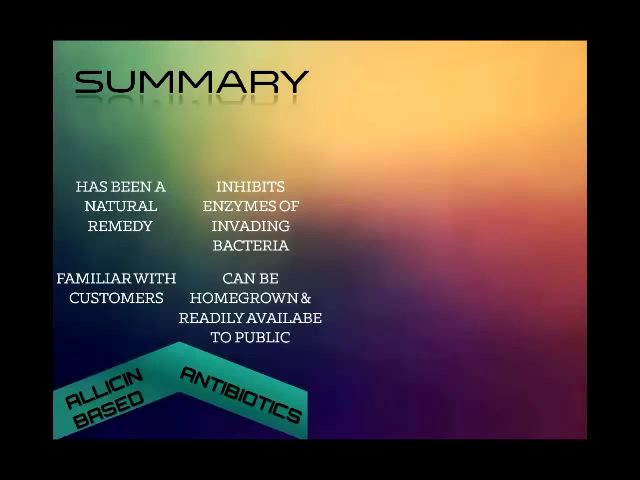 SUMMARY
HAS BEEN A
NATURAL
REMEDY
INHIBITS
ENZYMES OF
INVADING
BACTERIA
FAMILIAR WITH
CUSTOMERS
CAN BE
HOMEGROWN &
READILY AVAILABE
TO PUBLIC
ALLICIN
BASED
ANTIBIOTICS